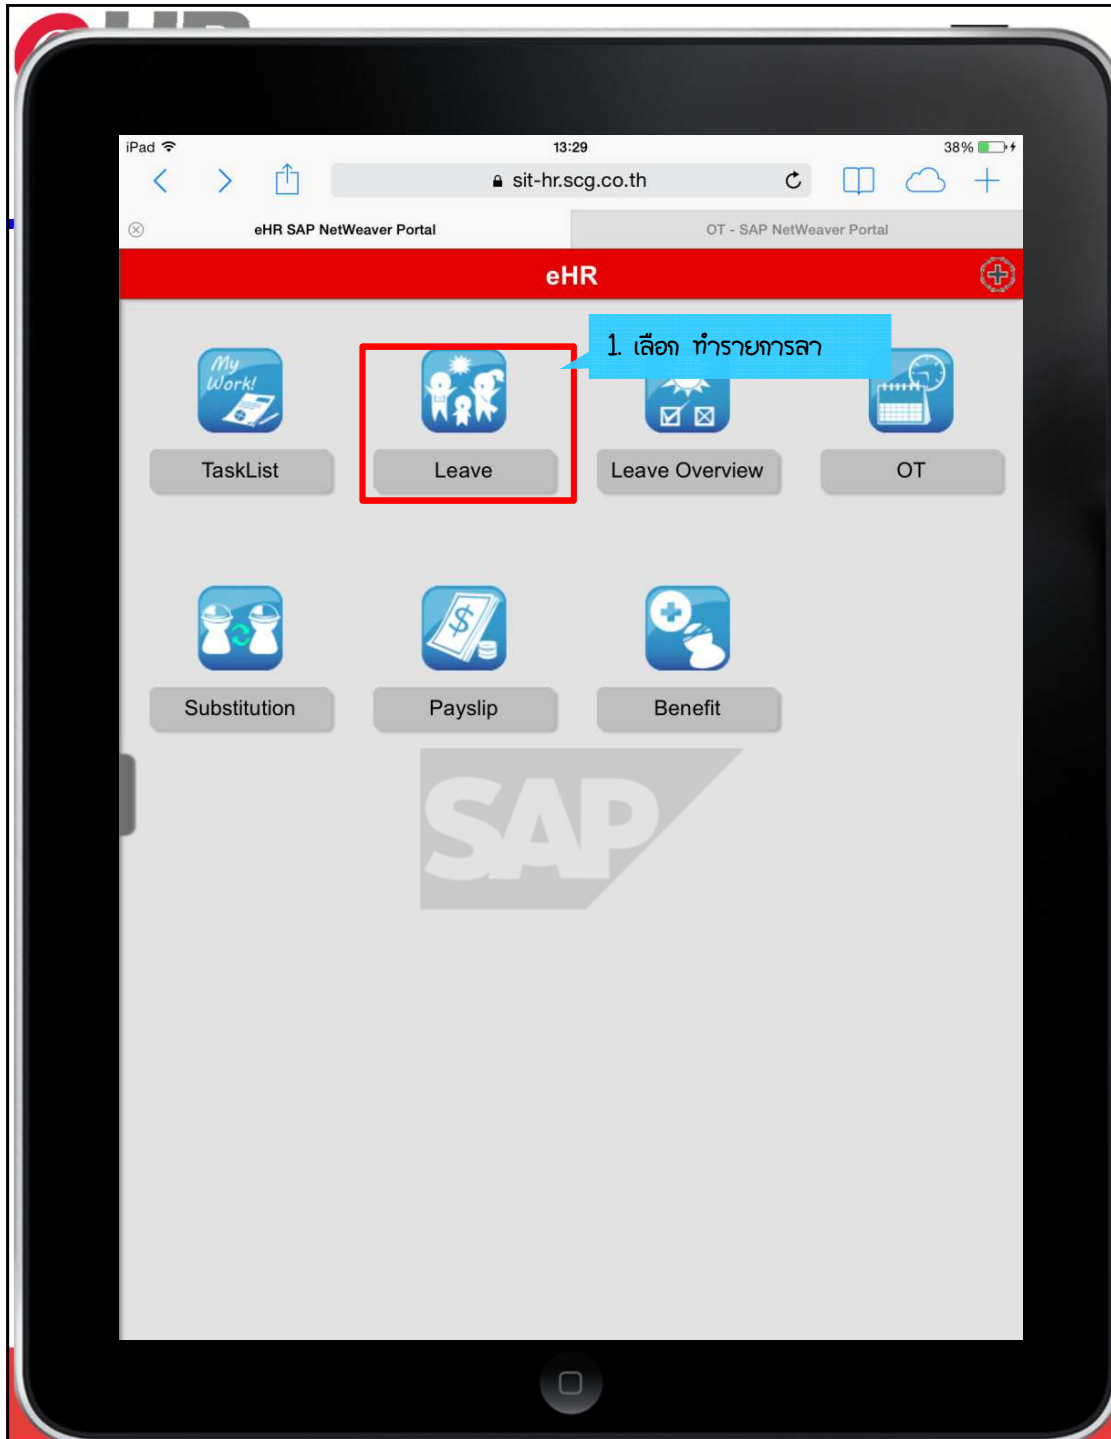 iPad 13:29 38%
sit-hr.scg.co.th
eHR SAP NetWeaver Portal OT - SAP NetWeaver Portal
eHR
1. เลือก ทำรายการลา
My
Work!
TaskList Leave Leave Overview OT
$
Substitution Payslip Benefit
SAP